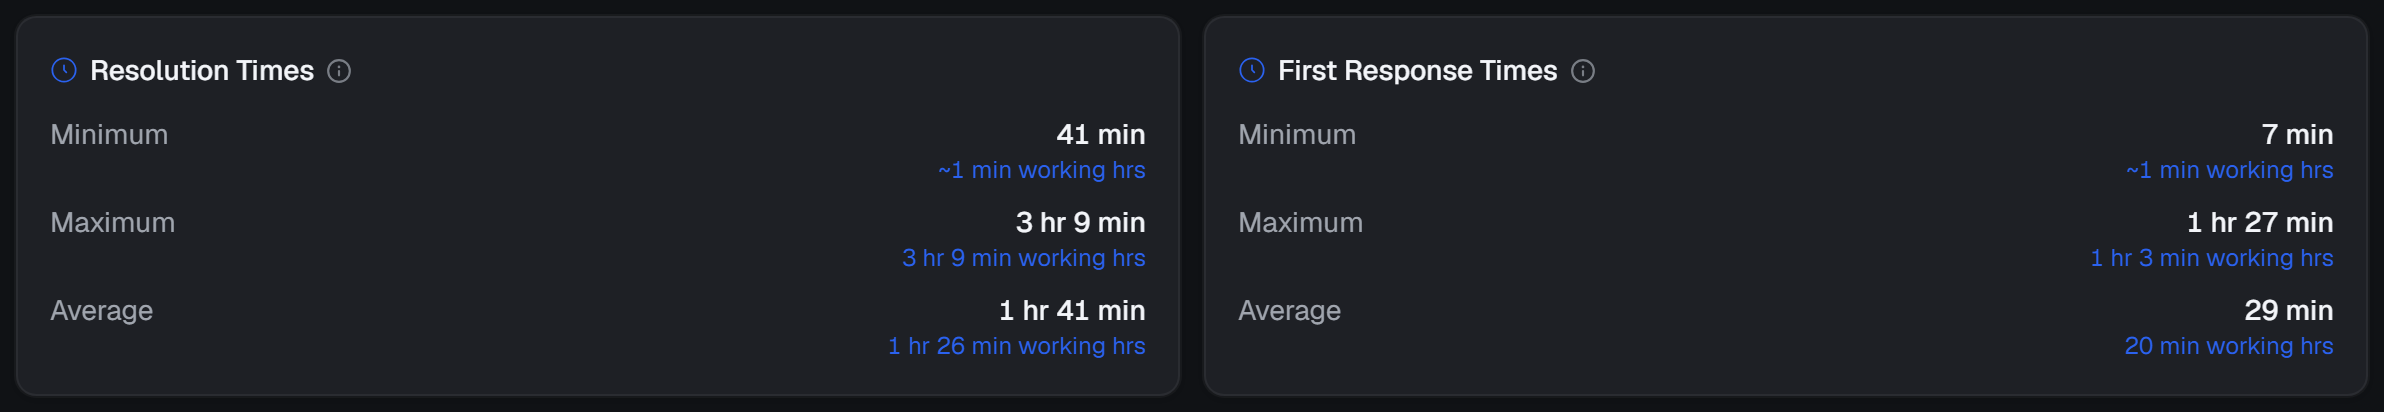 Resolution Times
Minimum
41 min
~1 min working hrs
Maximum
3 hr 9 min
3 hr 9 min working hrs
Average
1 hr 41 min
1 hr 26 min working hrs
First Response Times
Minimum
7 min
~1 min working hrs
Maximum
1 hr 27 min
1 hr 3 min working hrs
Average
29 min
20 min working hrs